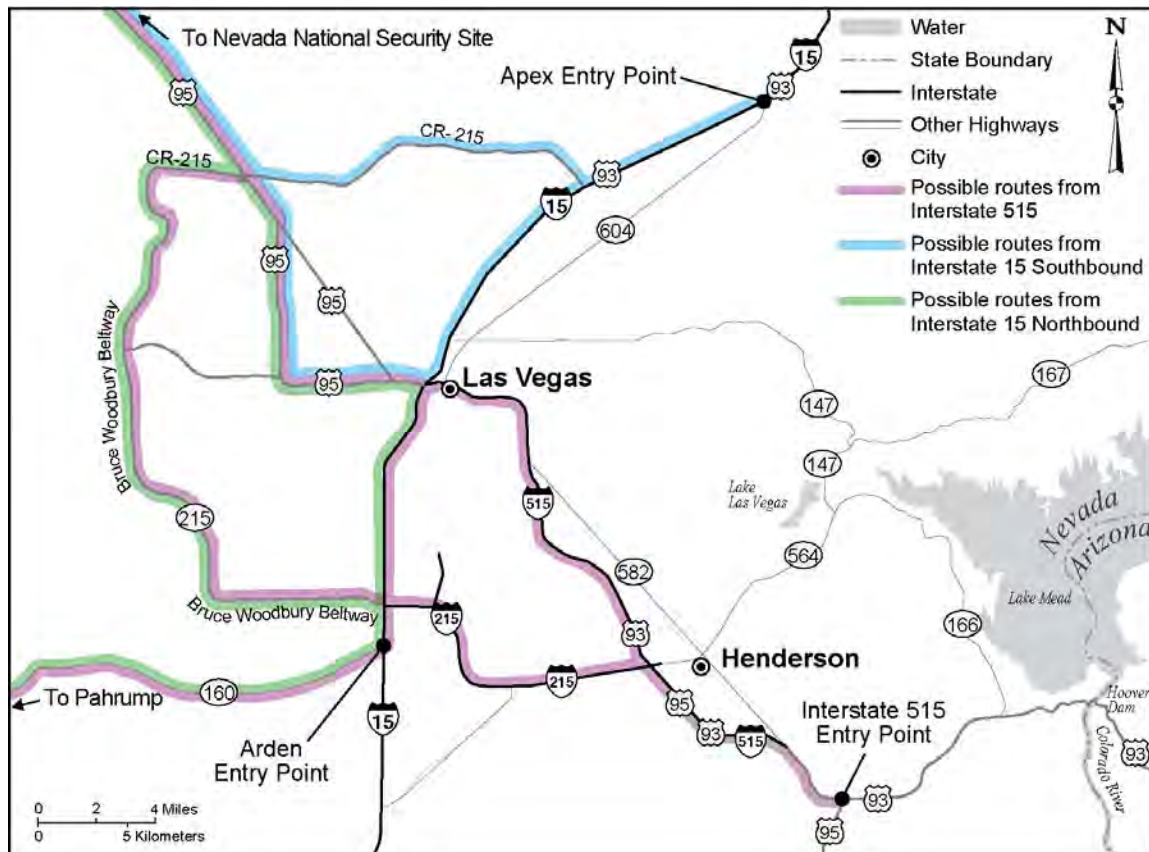 To Nevada National Security Site
95
15
Apex Entry Point
93
CR-215
CR-215
93
15
604
95
95
95
Las Vegas
Bruce Woodbury Beltway
Bruce Woodbury Beltway
215
Bruce Woodbury Beltway
515
582
215
93
215
Henderson
95
93
515
Interstate 515
Entry Point
93
95
160
To Pahrump
Arden
Entry Point
15
147
147
167
Lake
Las Vegas
564
166
Nevada
Arizona
Lake Mead
Hoover
Dam
Colorado River
93
0 2 4 Miles
0 5 Kilometers
Water
State Boundary
Interstate
Other Highways
City
Possible routes from
Interstate 515
Possible routes from
Interstate 15 Southbound
Possible routes from
Interstate 15 Northbound
N